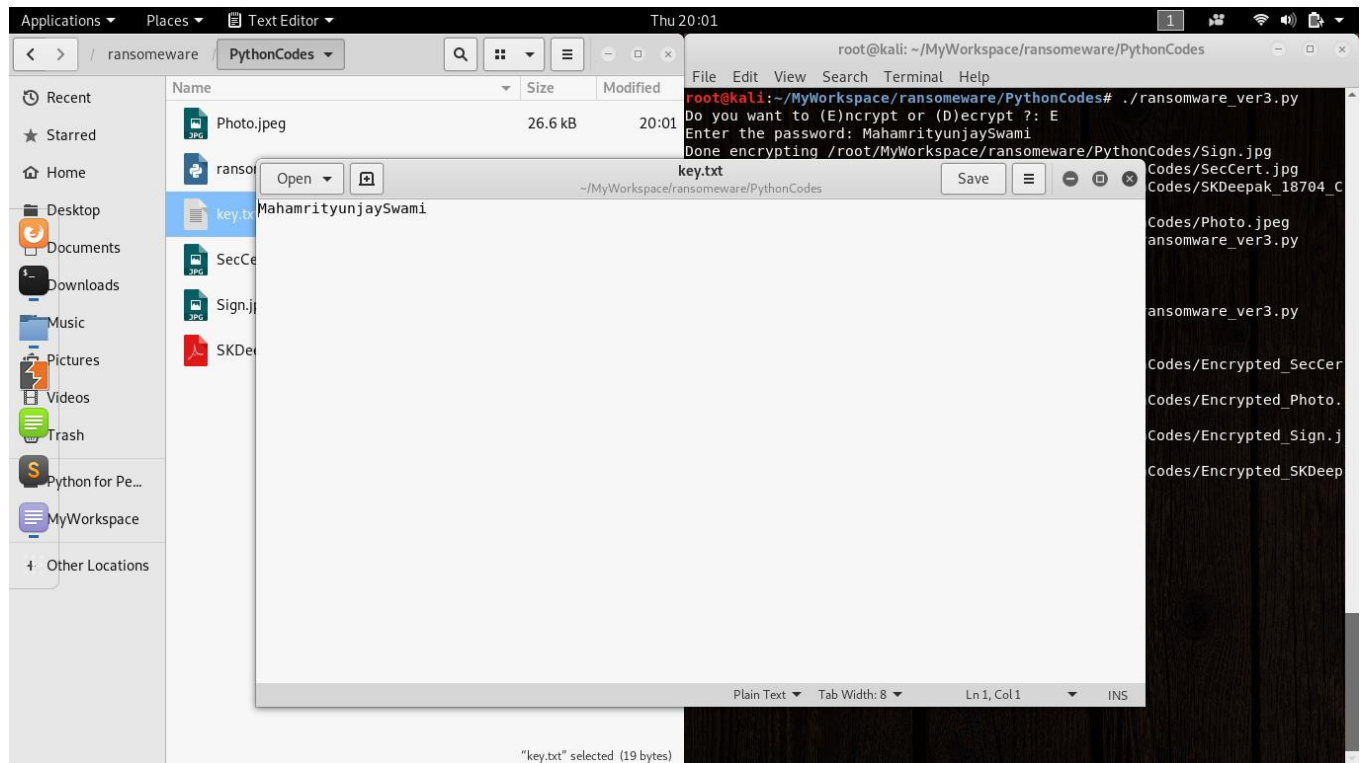 Applications Places Text Editor Thu 20:01 1
/ ransomeware / PythonCodes
root@kali: ~/MyWorkspace/ransomeware/PythonCodes
File Edit View Search Terminal Help
Recent
Starred
Home
Desktop
Documents
Downloads
Music
Pictures
Videos
Trash
Python for Pe...
MyWorkspace
+ Other Locations
Name Size Modified
Photo.jpeg 26.6 kB 20:01
ranso
key.tx
SecCe
Sign.j
SKDee
Open key.txt Save
~/MyWorkspace/ransomeware/PythonCodes
MahamrityunjaySwami
Plain Text Tab Width: 8 Ln 1, Col 1 INS
"key.txt" selected (19 bytes)
root@kali:~/MyWorkspace/ransomeware/PythonCodes# ./ransomware_ver3.py
Do you want to (E)ncrypt or (D)ecrypt ?: E
Enter the password: MahamrityunjaySwami
Done encrypting /root/MyWorkspace/ransomeware/PythonCodes/Sign.jpg
Codes/SecCert.jpg
Codes/SKDeepak_18704_C
Codes/Photo.jpeg
ansomware_ver3.py
ansomware_ver3.py
Codes/Encrypted_SecCer
Codes/Encrypted_Photo.
Codes/Encrypted_Sign.j
Codes/Encrypted_SKDeep